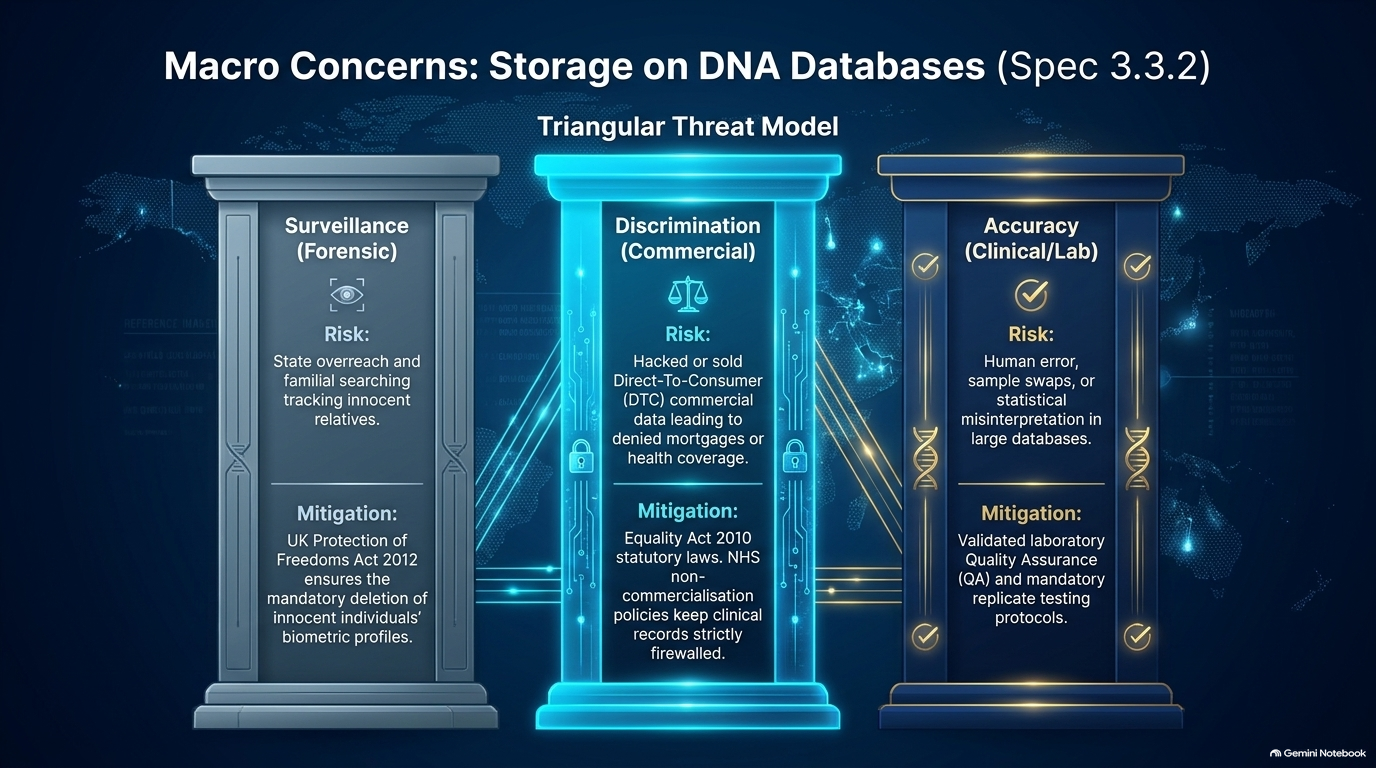 Macro Concerns: Storage on DNA Databases (Spec 3.3.2)
Triangular Threat Model
Surveillance
(Forensic)
Risk:
State overreach and
familial searching
tracking innocent
relatives.
Mitigation:
UK Protection of
Freedoms Act 2012
ensures the
mandatory deletion of
innocent individuals'
biometric profiles.
Discrimination
(Commercial)
Risk:
Hacked or sold
Direct-To-Consumer
(DTC) commercial
data leading to
denied mortgages or
health coverage.
Mitigation:
Equality Act 2010
statutory laws. NHS
non-
commercialisation
policies keep clinical
records strictly
firewalled.
Accuracy
(Clinical/Lab)
Risk:
Human error,
sample swaps, or
statistical
misinterpretation in
large databases.
Mitigation:
Validated laboratory
Quality Assurance
(QA) and mandatory
replicate testing
protocols.
Gemini Notebook